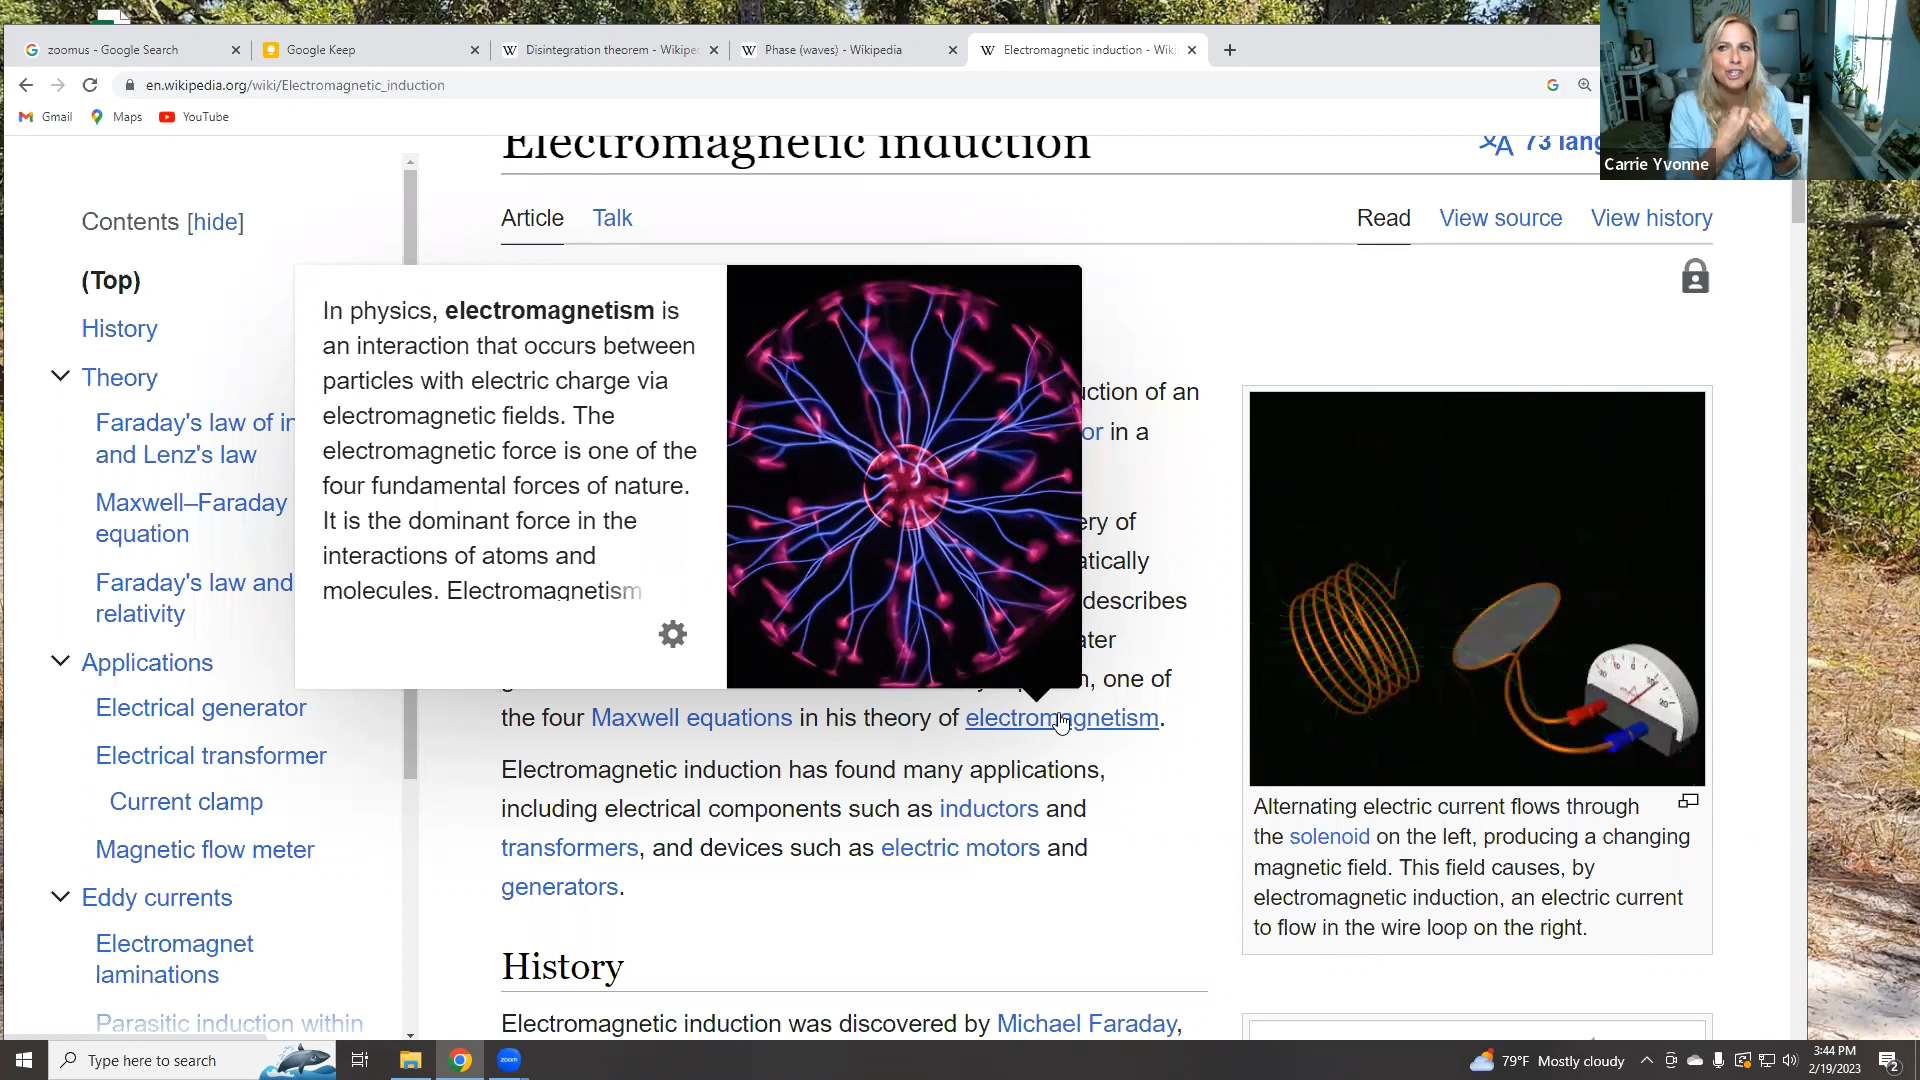 zoomus - Google Search
Google Keep
Disintegration theorem - Wikipe
Phase (waves) - Wikipedia
Electromagnetic induction - Wiki
en.wikipedia.org/wiki/Electromagnetic_induction
Gmail
Maps
YouTube
Carrie Yvonne
Electromagnetic induction
73 lang
Contents [hide]
(Top)
History
Theory
Faraday's law of in
and Lenz's law
Maxwell–Faraday
equation
Faraday's law and
relativity
Applications
Electrical generator
Electrical transformer
Current clamp
Magnetic flow meter
Eddy currents
Electromagnet
laminations
Parasitic induction within
Article
Talk
Read
View source
View history
In physics, electromagnetism is
an interaction that occurs between
particles with electric charge via
electromagnetic fields. The
electromagnetic force is one of the
four fundamental forces of nature.
It is the dominant force in the
interactions of atoms and
molecules. Electromagnetism
uction of an
or in a
ery of
atically
describes
ater
n, one of
the four Maxwell equations in his theory of electromagnetism.
Electromagnetic induction has found many applications,
including electrical components such as inductors and
transformers, and devices such as electric motors and
generators.
History
Electromagnetic induction was discovered by Michael Faraday,
Alternating electric current flows through
the solenoid on the left, producing a changing
magnetic field. This field causes, by
electromagnetic induction, an electric current
to flow in the wire loop on the right.
Type here to search
zoom
79°F Mostly cloudy
3:44 PM
2/19/2023
2